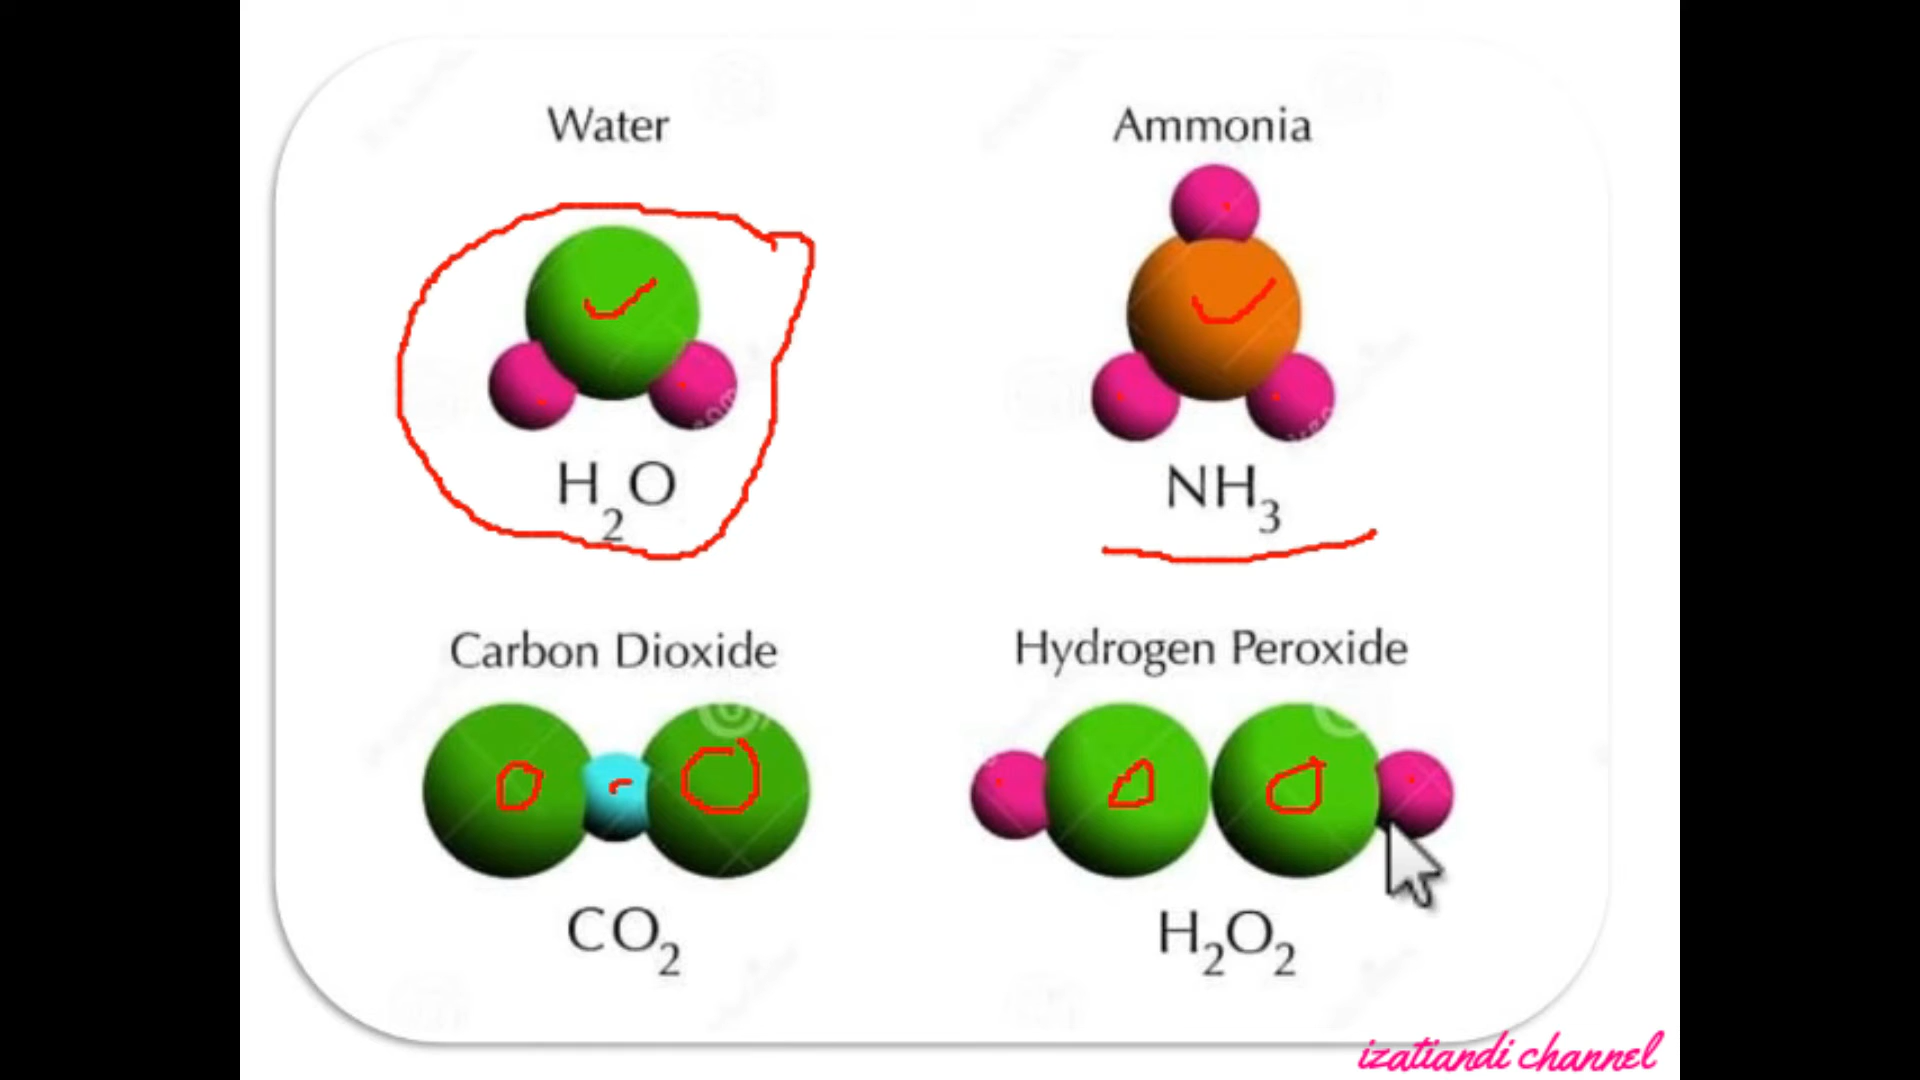 Water
H₂O
Ammonia
NH₃
Carbon Dioxide
CO₂
Hydrogen Peroxide
H₂O₂
izatiandi channel